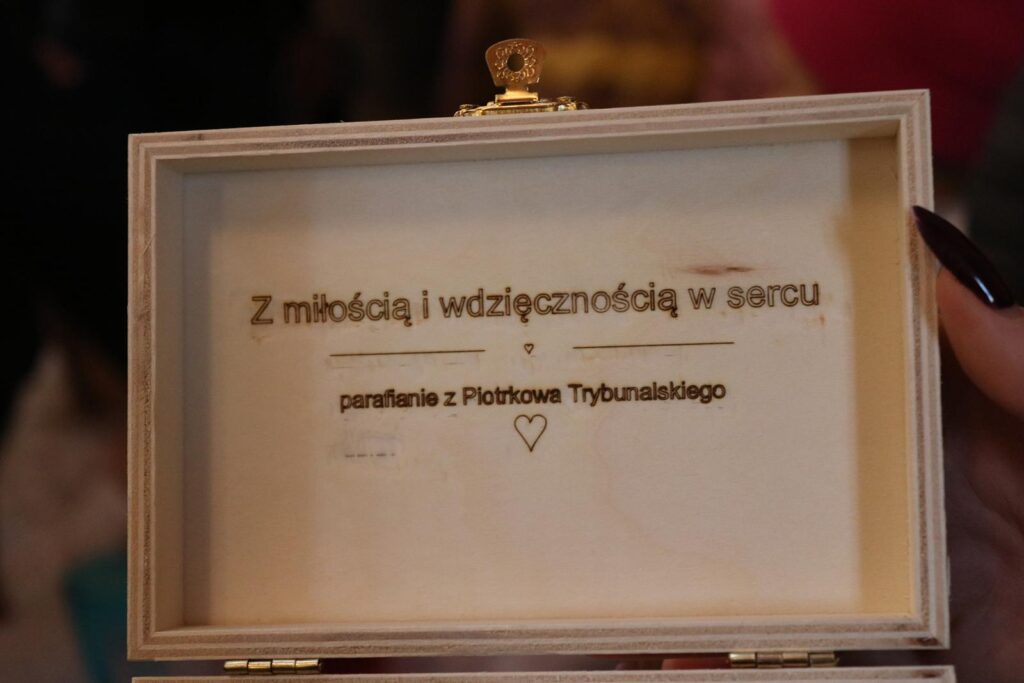 Z miłością i wdzięcznością w sercu
parafianie z Piotrkowa Trybunalskiego